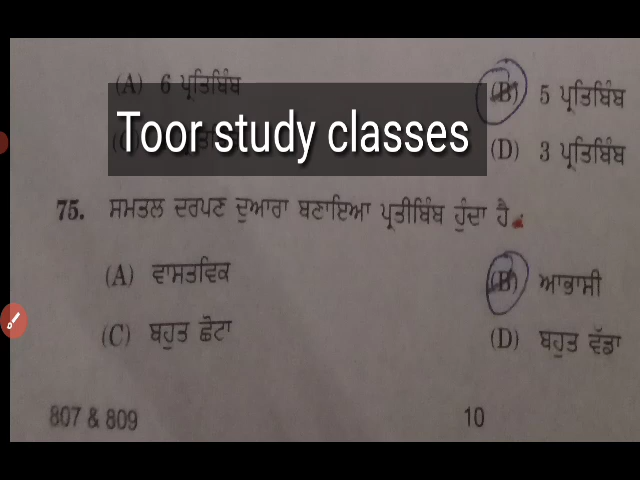 (A) 6 ਪ੍ਰਤਿਬਿੰਬ (B) 5 ਪ੍ਰਤਿਬਿੰਬ
Toor study classes
(D) 3 ਪ੍ਰਤਿਬਿੰਬ
75. ਸਮਤਲ ਦਰਪਣ ਦੁਆਰਾ ਬਣਾਇਆ ਪ੍ਰਤੀਬਿੰਬ ਹੁੰਦਾ ਹੈ
(A) ਵਾਸਤਵਿਕ (B) ਆਭਾਸੀ
(C) ਬਹੁਤ ਛੋਟਾ (D) ਬਹੁਤ ਵੱਡਾ
807 & 809 10